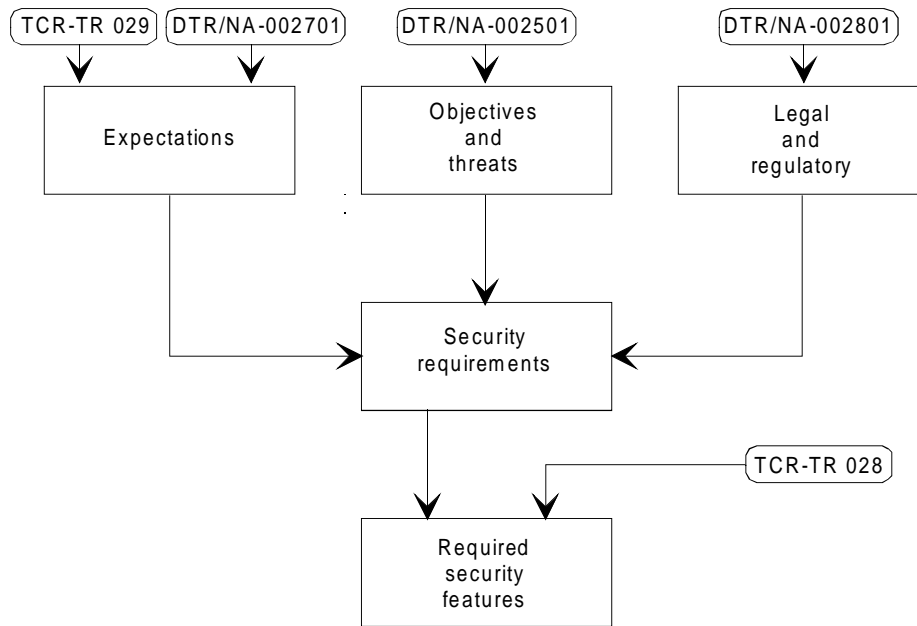 TCR-TR 029
DTR/NA-002701
DTR/NA-002501
DTR/NA-002801
Expectations
Objectives
and
threats
Legal
and
regulatory
Security
requirements
TCR-TR 028
Required
security
features